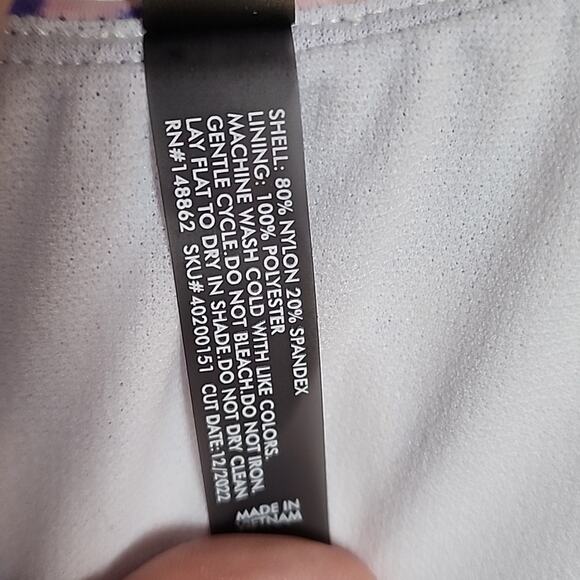 SHELL: 80% NYLON 20% SPANDEX
LINING: 100% POLYESTER
MACHINE WASH COLD WITH LIKE COLORS.
GENTLE CYCLE.DO NOT BLEACH.DO NOT IRON.
LAY FLAT TO DRY IN SHADE.DO NOT DRY CLEAN
RN#148862 SKU#40200151 CUT DATE:12/2022
MADE IN
VIETNAM